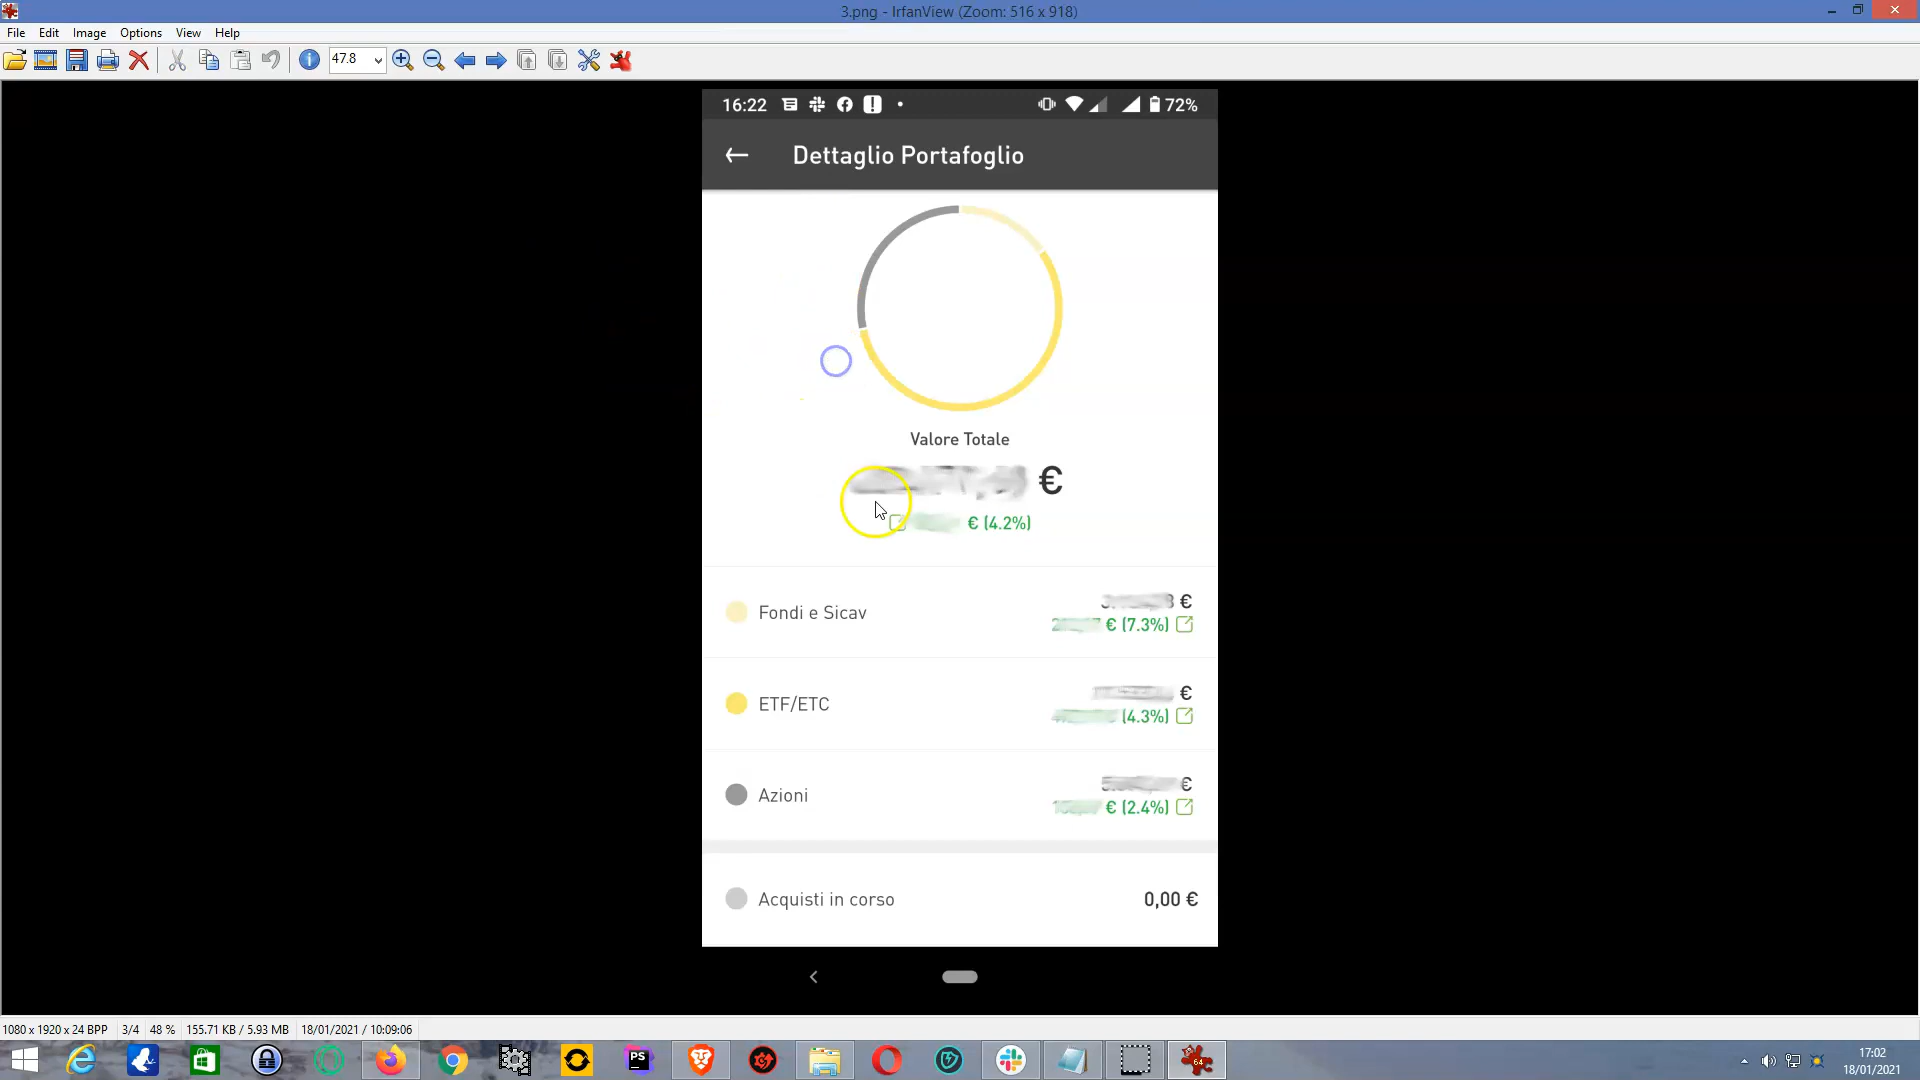 3.png - IrfanView (Zoom: 516 x 918)
File Edit Image Options View Help
47.8
16:22 72%
Dettaglio Portafoglio
Valore Totale
€
€ (4.2%)
Fondi e Sicav
€
€ (7.3%)
ETF/ETC
€
(4.3%)
Azioni
€
€ (2.4%)
Acquisti in corso 0,00 €
1080 x 1920 x 24 BPP 3/4 48 % 155.71 KB / 5.93 MB 18/01/2021 / 10:09:06
PS
64
17:02
18/01/2021